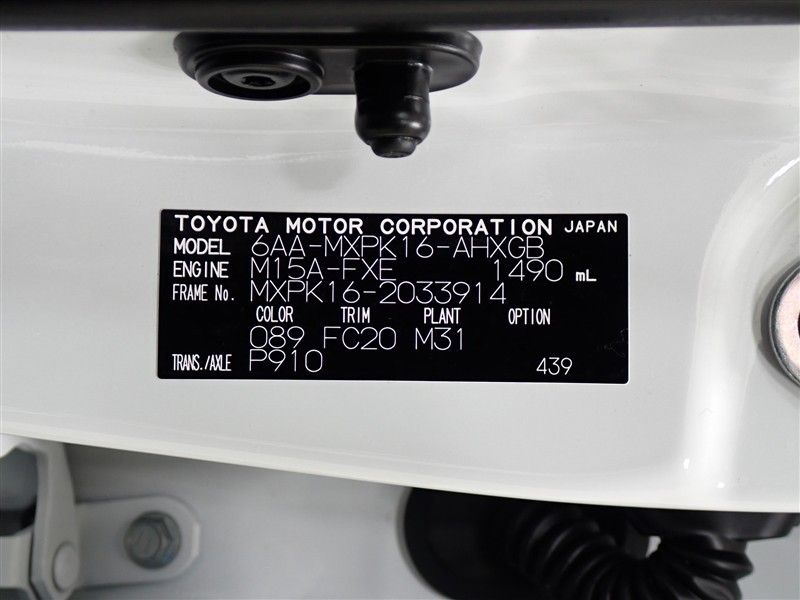 TOYOTA MOTOR CORPORATION JAPAN
MODEL 6AA-MXPK16-AHXGB
ENGINE M15A-FXE 1490 mL
FRAME No. MXPK16-2033914
COLOR TRIM PLANT OPTION
089 FC20 M31
TRANS./AXLE P910 439